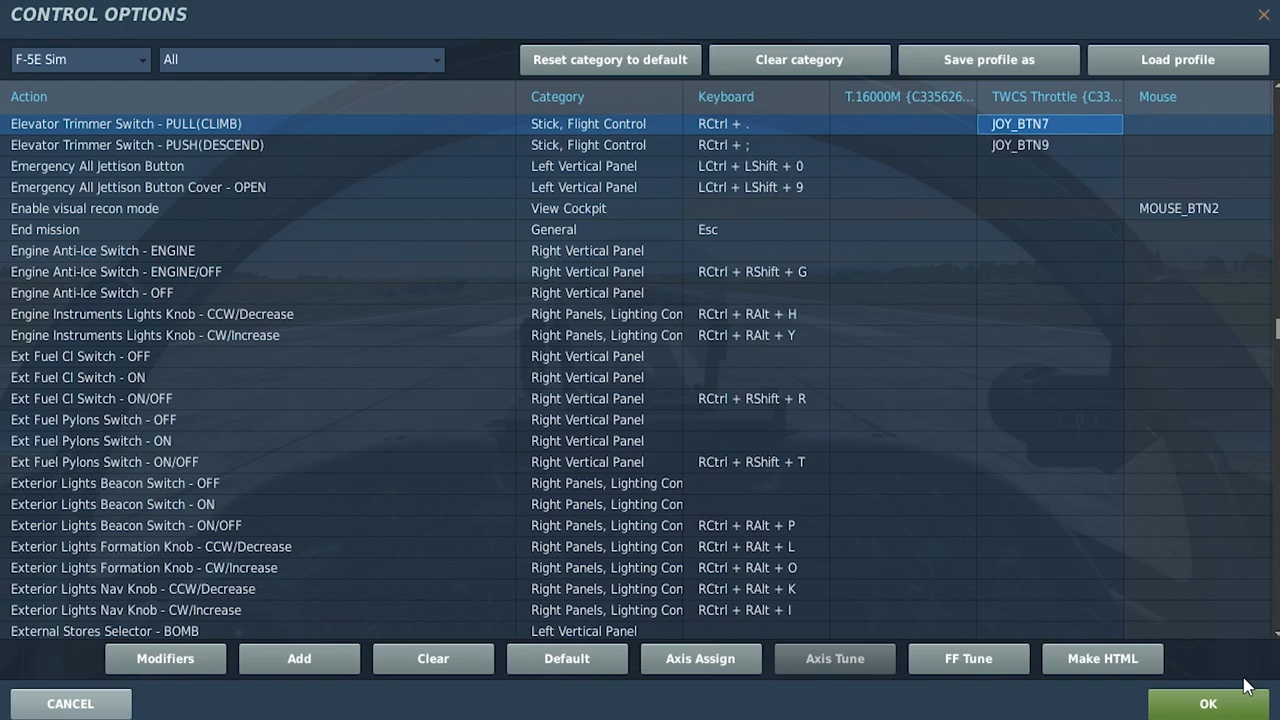 CONTROL OPTIONS
F-5E Sim All Reset category to default Clear category Save profile as Load profile
Action Category Keyboard T.16000M {C335626... TWCS Throttle {C33... Mouse
Elevator Trimmer Switch - PULL(CLIMB) Stick, Flight Control RCtrl + . JOY_BTN7
Elevator Trimmer Switch - PUSH(DESCEND) Stick, Flight Control RCtrl + ; JOY_BTN9
Emergency All Jettison Button Left Vertical Panel LCtrl + LShift + 0
Emergency All Jettison Button Cover - OPEN Left Vertical Panel LCtrl + LShift + 9
Enable visual recon mode View Cockpit MOUSE_BTN2
End mission General Esc
Engine Anti-Ice Switch - ENGINE Right Vertical Panel
Engine Anti-Ice Switch - ENGINE/OFF Right Vertical Panel RCtrl + RShift + G
Engine Anti-Ice Switch - OFF Right Vertical Panel
Engine Instruments Lights Knob - CCW/Decrease Right Panels, Lighting Con RCtrl + RAlt + H
Engine Instruments Lights Knob - CW/Increase Right Panels, Lighting Con RCtrl + RAlt + Y
Ext Fuel Cl Switch - OFF Right Vertical Panel
Ext Fuel Cl Switch - ON Right Vertical Panel
Ext Fuel Cl Switch - ON/OFF Right Vertical Panel RCtrl + RShift + R
Ext Fuel Pylons Switch - OFF Right Vertical Panel
Ext Fuel Pylons Switch - ON Right Vertical Panel
Ext Fuel Pylons Switch - ON/OFF Right Vertical Panel RCtrl + RShift + T
Exterior Lights Beacon Switch - OFF Right Panels, Lighting Con
Exterior Lights Beacon Switch - ON Right Panels, Lighting Con
Exterior Lights Beacon Switch - ON/OFF Right Panels, Lighting Con RCtrl + RAlt + P
Exterior Lights Formation Knob - CCW/Decrease Right Panels, Lighting Con RCtrl + RAlt + L
Exterior Lights Formation Knob - CW/Increase Right Panels, Lighting Con RCtrl + RAlt + O
Exterior Lights Nav Knob - CCW/Decrease Right Panels, Lighting Con RCtrl + RAlt + K
Exterior Lights Nav Knob - CW/Increase Right Panels, Lighting Con RCtrl + RAlt + I
External Stores Selector - BOMB Left Vertical Panel
Modifiers Add Clear Default Axis Assign Axis Tune FF Tune Make HTML
CANCEL OK